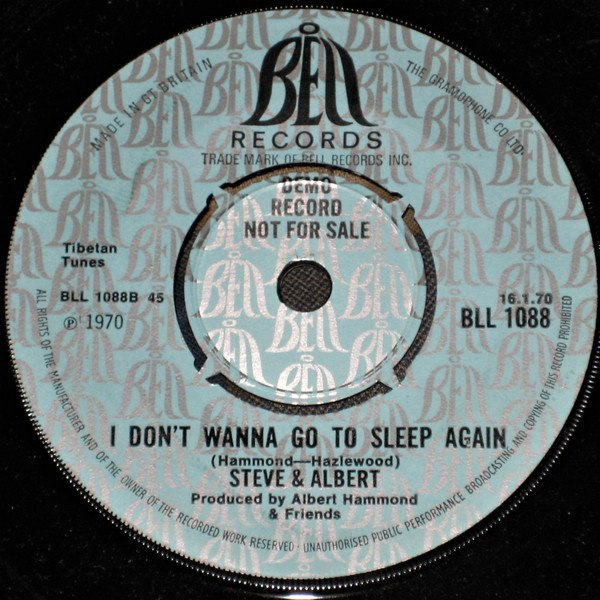 BELL
RECORDS
TRADE MARK OF BELL RECORDS INC.
MADE IN GT BRITAIN
THE GRAMOPHONE CO LTD.
DEMO
RECORD
NOT FOR SALE
Tibetan
Tunes
BLL 1088B 45
℗ 1970
16.1.70
BLL 1088
I DON'T WANNA GO TO SLEEP AGAIN
(Hammond—Hazlewood)
STEVE & ALBERT
Produced by Albert Hammond
& Friends
ALL RIGHTS OF THE MANUFACTURER AND OF THE OWNER OF THE RECORDED WORK RESERVED · UNAUTHORISED PUBLIC PERFORMANCE BROADCASTING AND COPYING OF THIS RECORD PROHIBITED